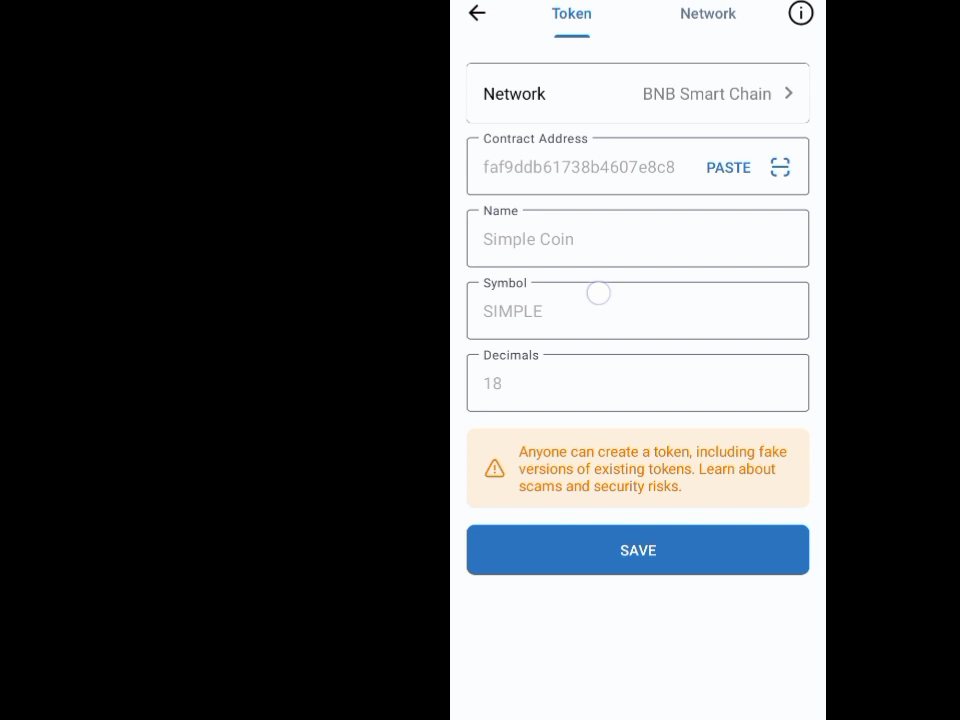 Token Network
Network BNB Smart Chain
Contract Address
faf9ddb61738b4607e8c8 PASTE
Name
Simple Coin
Symbol
SIMPLE
Decimals
18
Anyone can create a token, including fake
versions of existing tokens. Learn about
scams and security risks.
SAVE